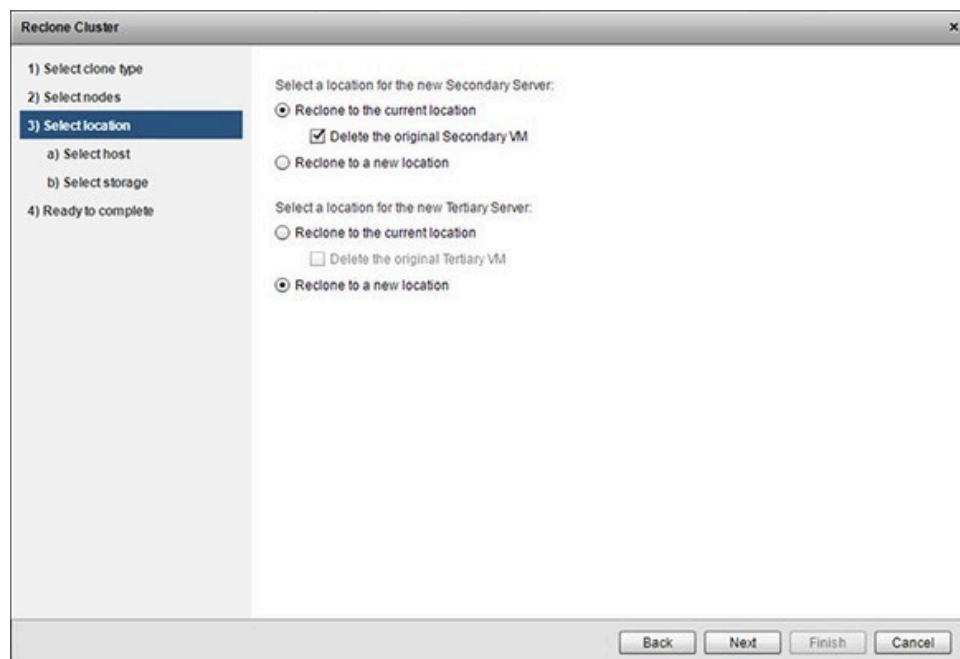 Reclone Cluster
x
1) Select clone type
2) Select nodes
3) Select location
a) Select host
b) Select storage
4) Ready to complete
Select a location for the new Secondary Server:
Reclone to the current location
Delete the original Secondary VM
Reclone to a new location
Select a location for the new Tertiary Server:
Reclone to the current location
Delete the original Tertiary VM
Reclone to a new location
Back Next Finish Cancel